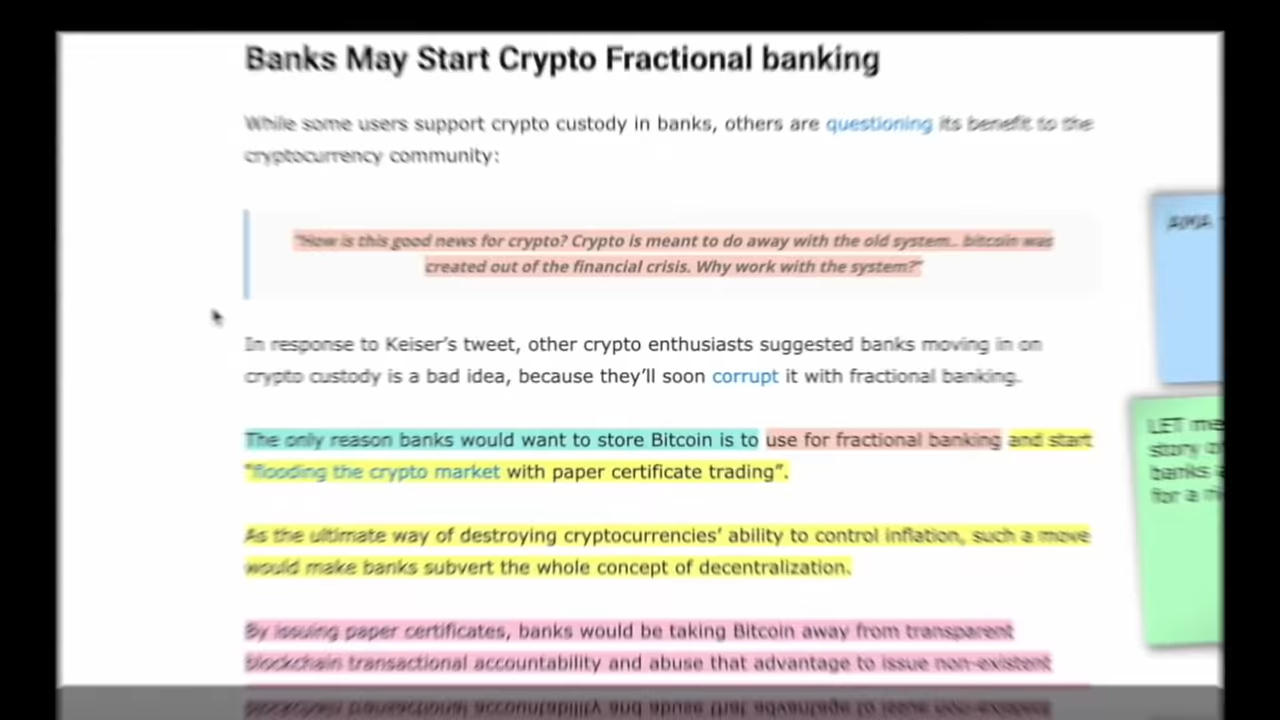 Banks May Start Crypto Fractional banking
While some users support crypto custody in banks, others are questioning its benefit to the
cryptocurrency community:
"How is this good news for crypto? Crypto is meant to do away with the old system.. bitcoin was
created out of the financial crisis. Why work with the system?"
AMA
In response to Keiser's tweet, other crypto enthusiasts suggested banks moving in on
crypto custody is a bad idea, because they'll soon corrupt it with fractional banking.
The only reason banks would want to store Bitcoin is to use for fractional banking and start
"flooding the crypto market with paper certificate trading".
LET me
story of
banks
for a
As the ultimate way of destroying cryptocurrencies' ability to control inflation, such a move
would make banks subvert the whole concept of decentralization.
By issuing paper certificates, banks would be taking Bitcoin away from transparent
blockchain transactional accountability and abuse that advantage to issue non-existent